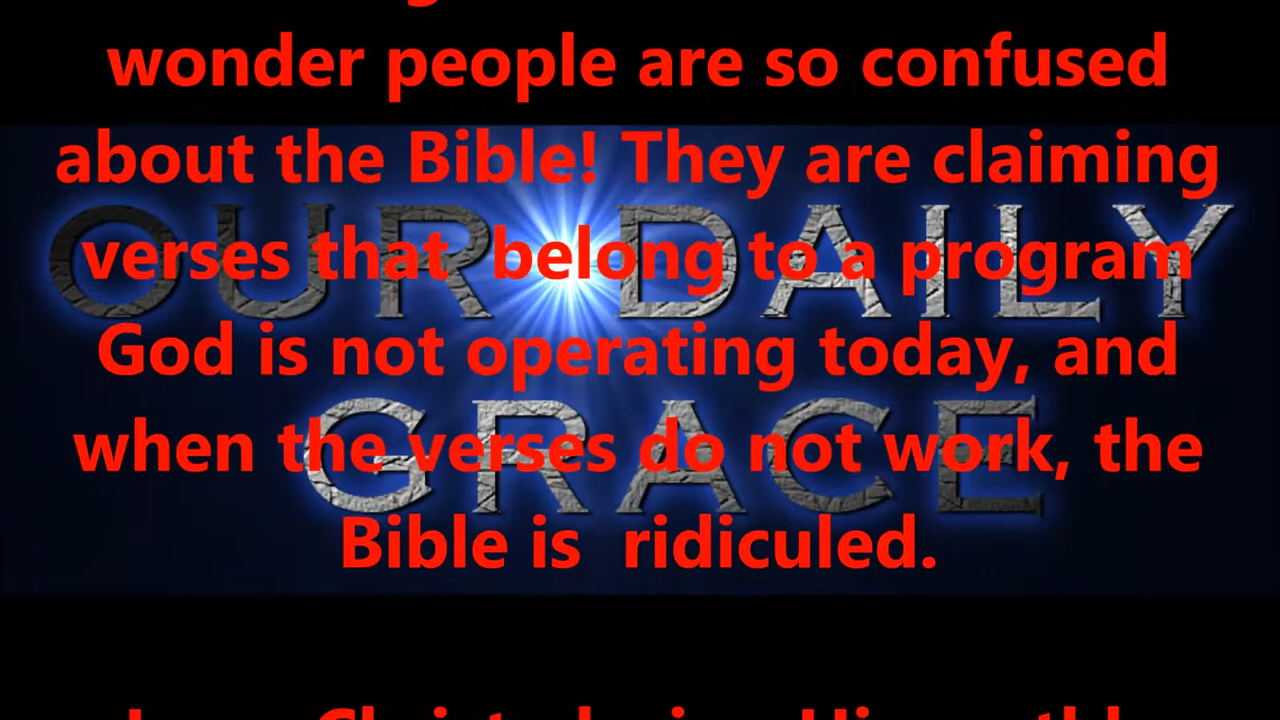 wonder people are so confused
about the Bible! They are claiming
OUR DAILY
verses that belong to a program
God is not operating today, and
GRACE
when the verses do not work, the
Bible is ridiculed.